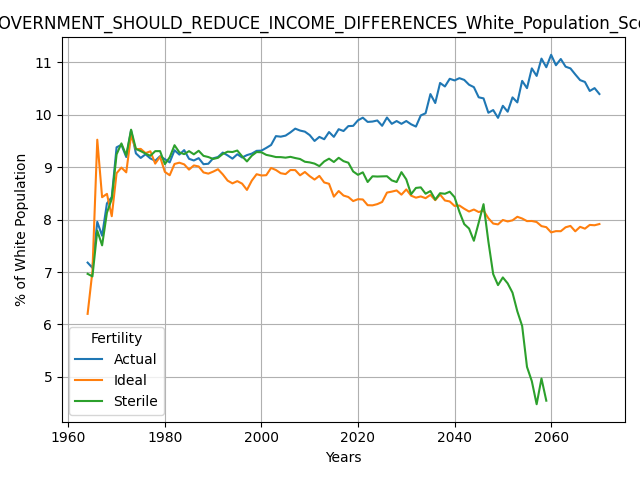 OVERNMENT_SHOULD_REDUCE_INCOME_DIFFERENCES_White_Population_Sc
% of White Population
11
10
9
8
7
6
5
Fertility
Actual
Ideal
Sterile
1960
1980
2000
2020
2040
2060
Years